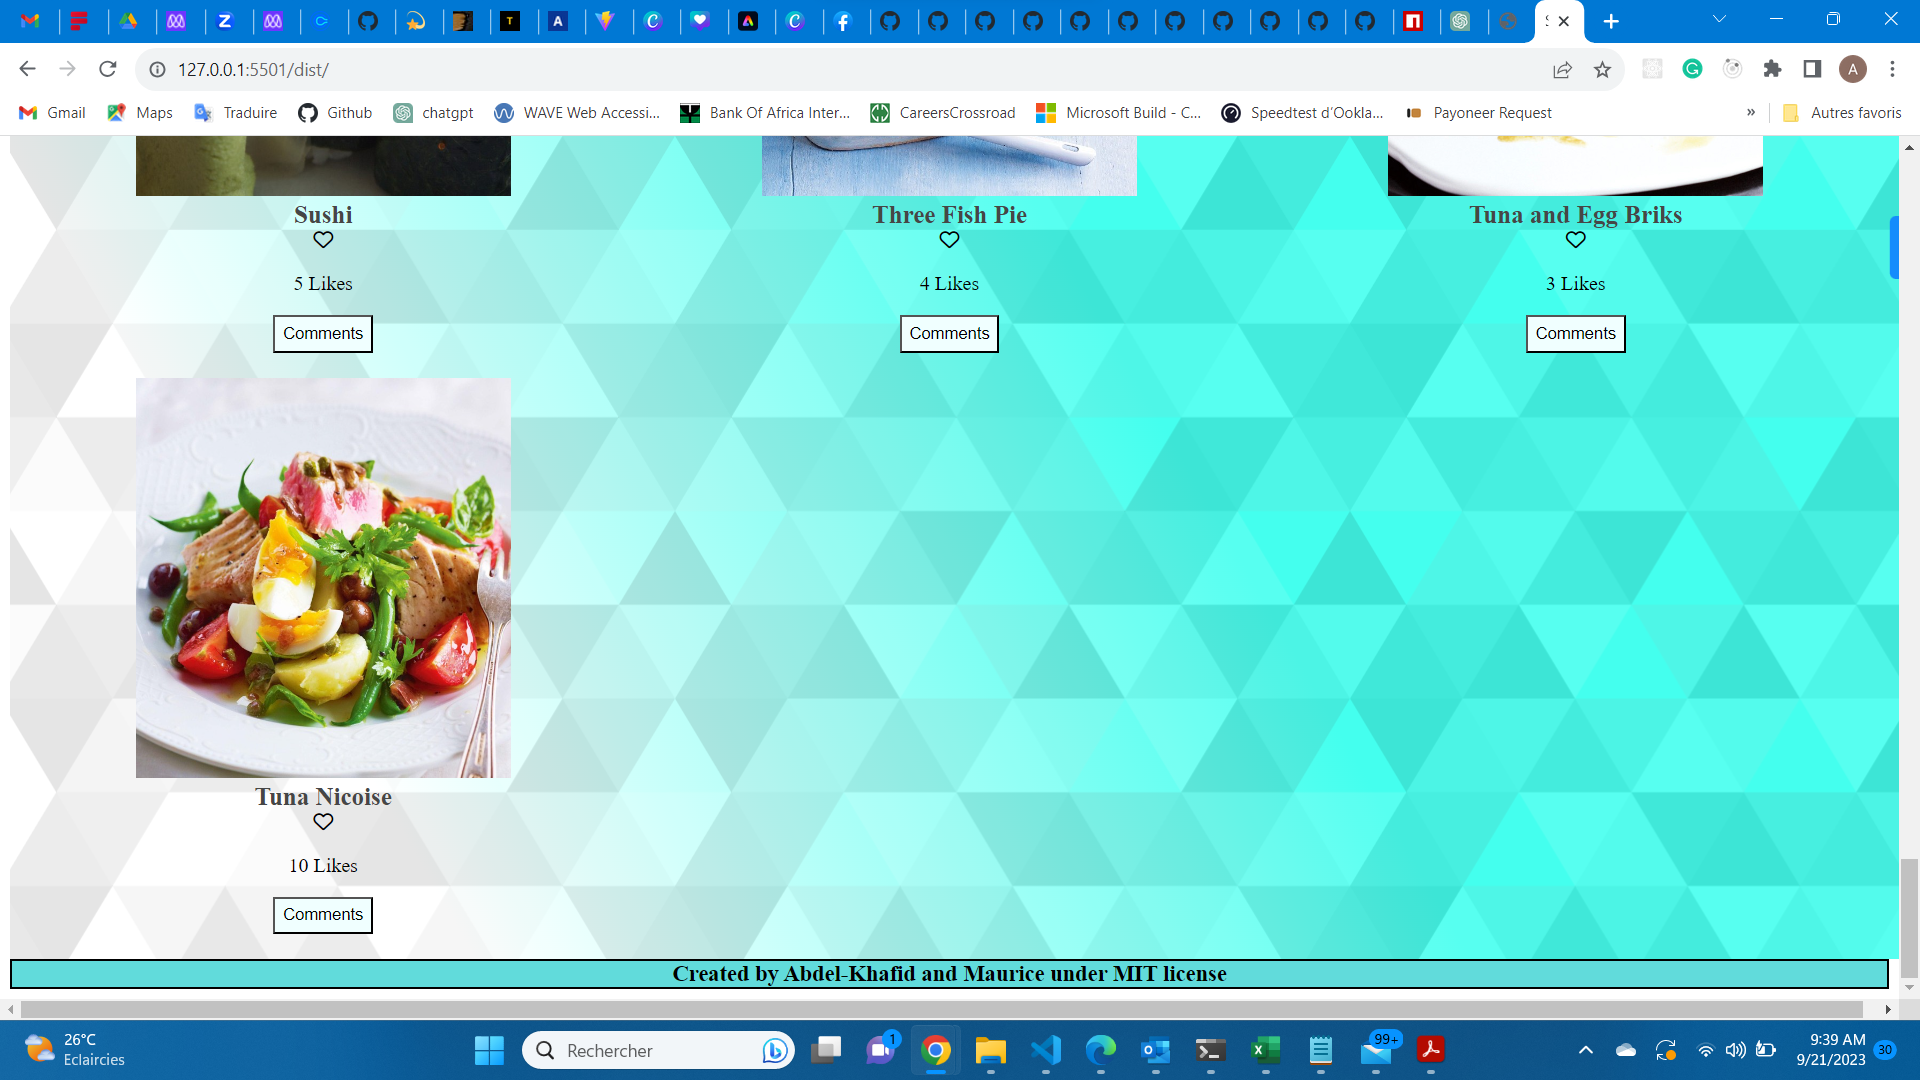 127.0.0.1:5501/dist/
A
Gmail
Maps
Traduire
Github
chatgpt
WAVE Web Accessi...
Bank Of Africa Inter...
CareersCrossroad
Microsoft Build - C...
Speedtest d'Ookla...
Payoneer Request
»
Autres favoris
Sushi
Three Fish Pie
Tuna and Egg Briks
5 Likes
4 Likes
3 Likes
Comments
Comments
Comments
Tuna Nicoise
10 Likes
Comments
Created by Abdel-Khafid and Maurice under MIT license
26°C
Eclaircies
Rechercher
1
99+
9:39 AM
9/21/2023
30